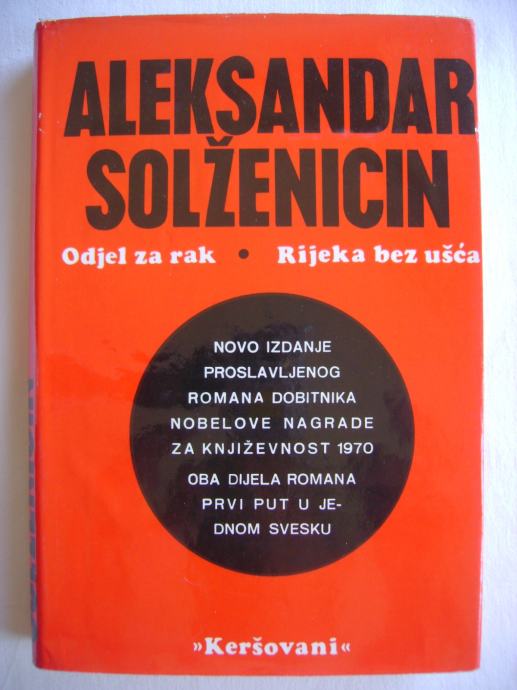 ALEKSANDAR
SOLŽENICIN
Odjel za rak • Rijeka bez ušća
NOVO IZDANJE
PROSLAVLJENOG
ROMANA DOBITNIKA
NOBELOVE NAGRADE
ZA KNJIŽEVNOST 1970
OBA DIJELA ROMANA
PRVI PUT U JE-
DNOM SVESKU
»Keršovani«